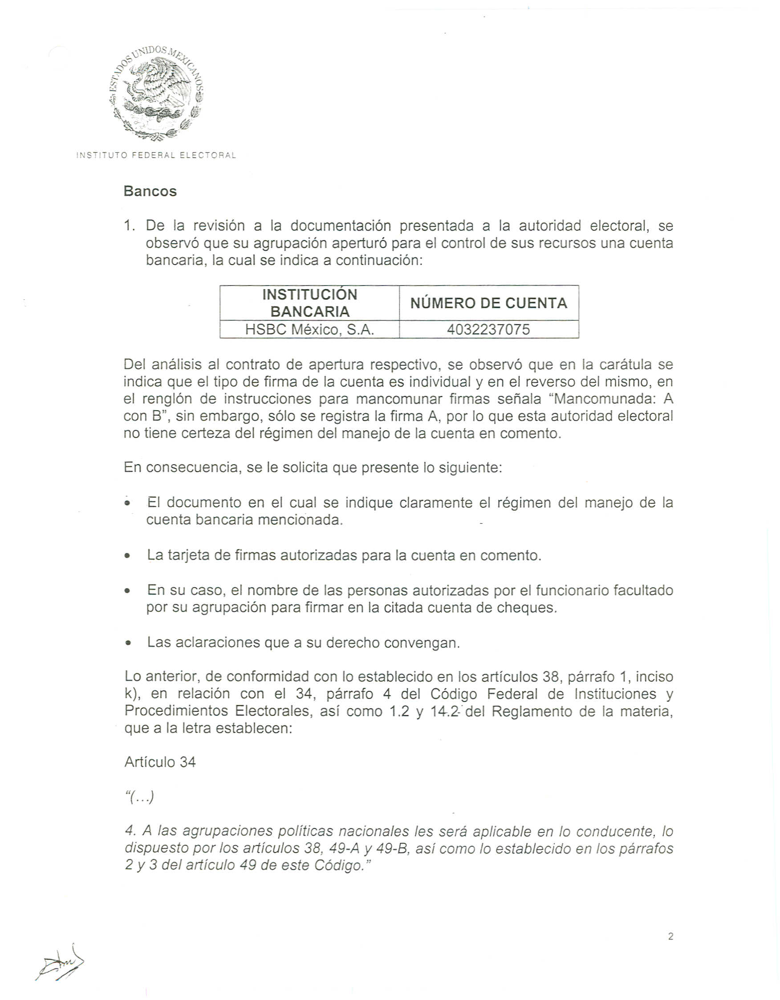 ESTADOS UNIDOS MEXICANOS
INSTITUTO FEDERAL ELECTORAL
Bancos
1. De la revisión a la documentación presentada a la autoridad electoral, se
observó que su agrupación aperturó para el control de sus recursos una cuenta
bancaria, la cual se indica a continuación:
INSTITUCIÓN
BANCARIA
NÚMERO DE CUENTA
HSBC México, S.A.
4032237075
Del análisis al contrato de apertura respectivo, se observó que en la carátula se
indica que el tipo de firma de la cuenta es individual y en el reverso del mismo, en
el renglón de instrucciones para mancomunar firmas señala “Mancomunada: A
con B”, sin embargo, sólo se registra la firma A, por lo que esta autoridad electoral
no tiene certeza del régimen del manejo de la cuenta en comento.
En consecuencia, se le solicita que presente lo siguiente:
• El documento en el cual se indique claramente el régimen del manejo de la
cuenta bancaria mencionada.
• La tarjeta de firmas autorizadas para la cuenta en comento.
• En su caso, el nombre de las personas autorizadas por el funcionario facultado
por su agrupación para firmar en la citada cuenta de cheques.
• Las aclaraciones que a su derecho convengan.
Lo anterior, de conformidad con lo establecido en los artículos 38, párrafo 1, inciso
k), en relación con el 34, párrafo 4 del Código Federal de Instituciones y
Procedimientos Electorales, así como 1.2 y 14.2 del Reglamento de la materia,
que a la letra establecen:
Artículo 34
“(...)
4. A las agrupaciones políticas nacionales les será aplicable en lo conducente, lo
dispuesto por los artículos 38, 49-A y 49-B, así como lo establecido en los párrafos
2 y 3 del artículo 49 de este Código.”
2